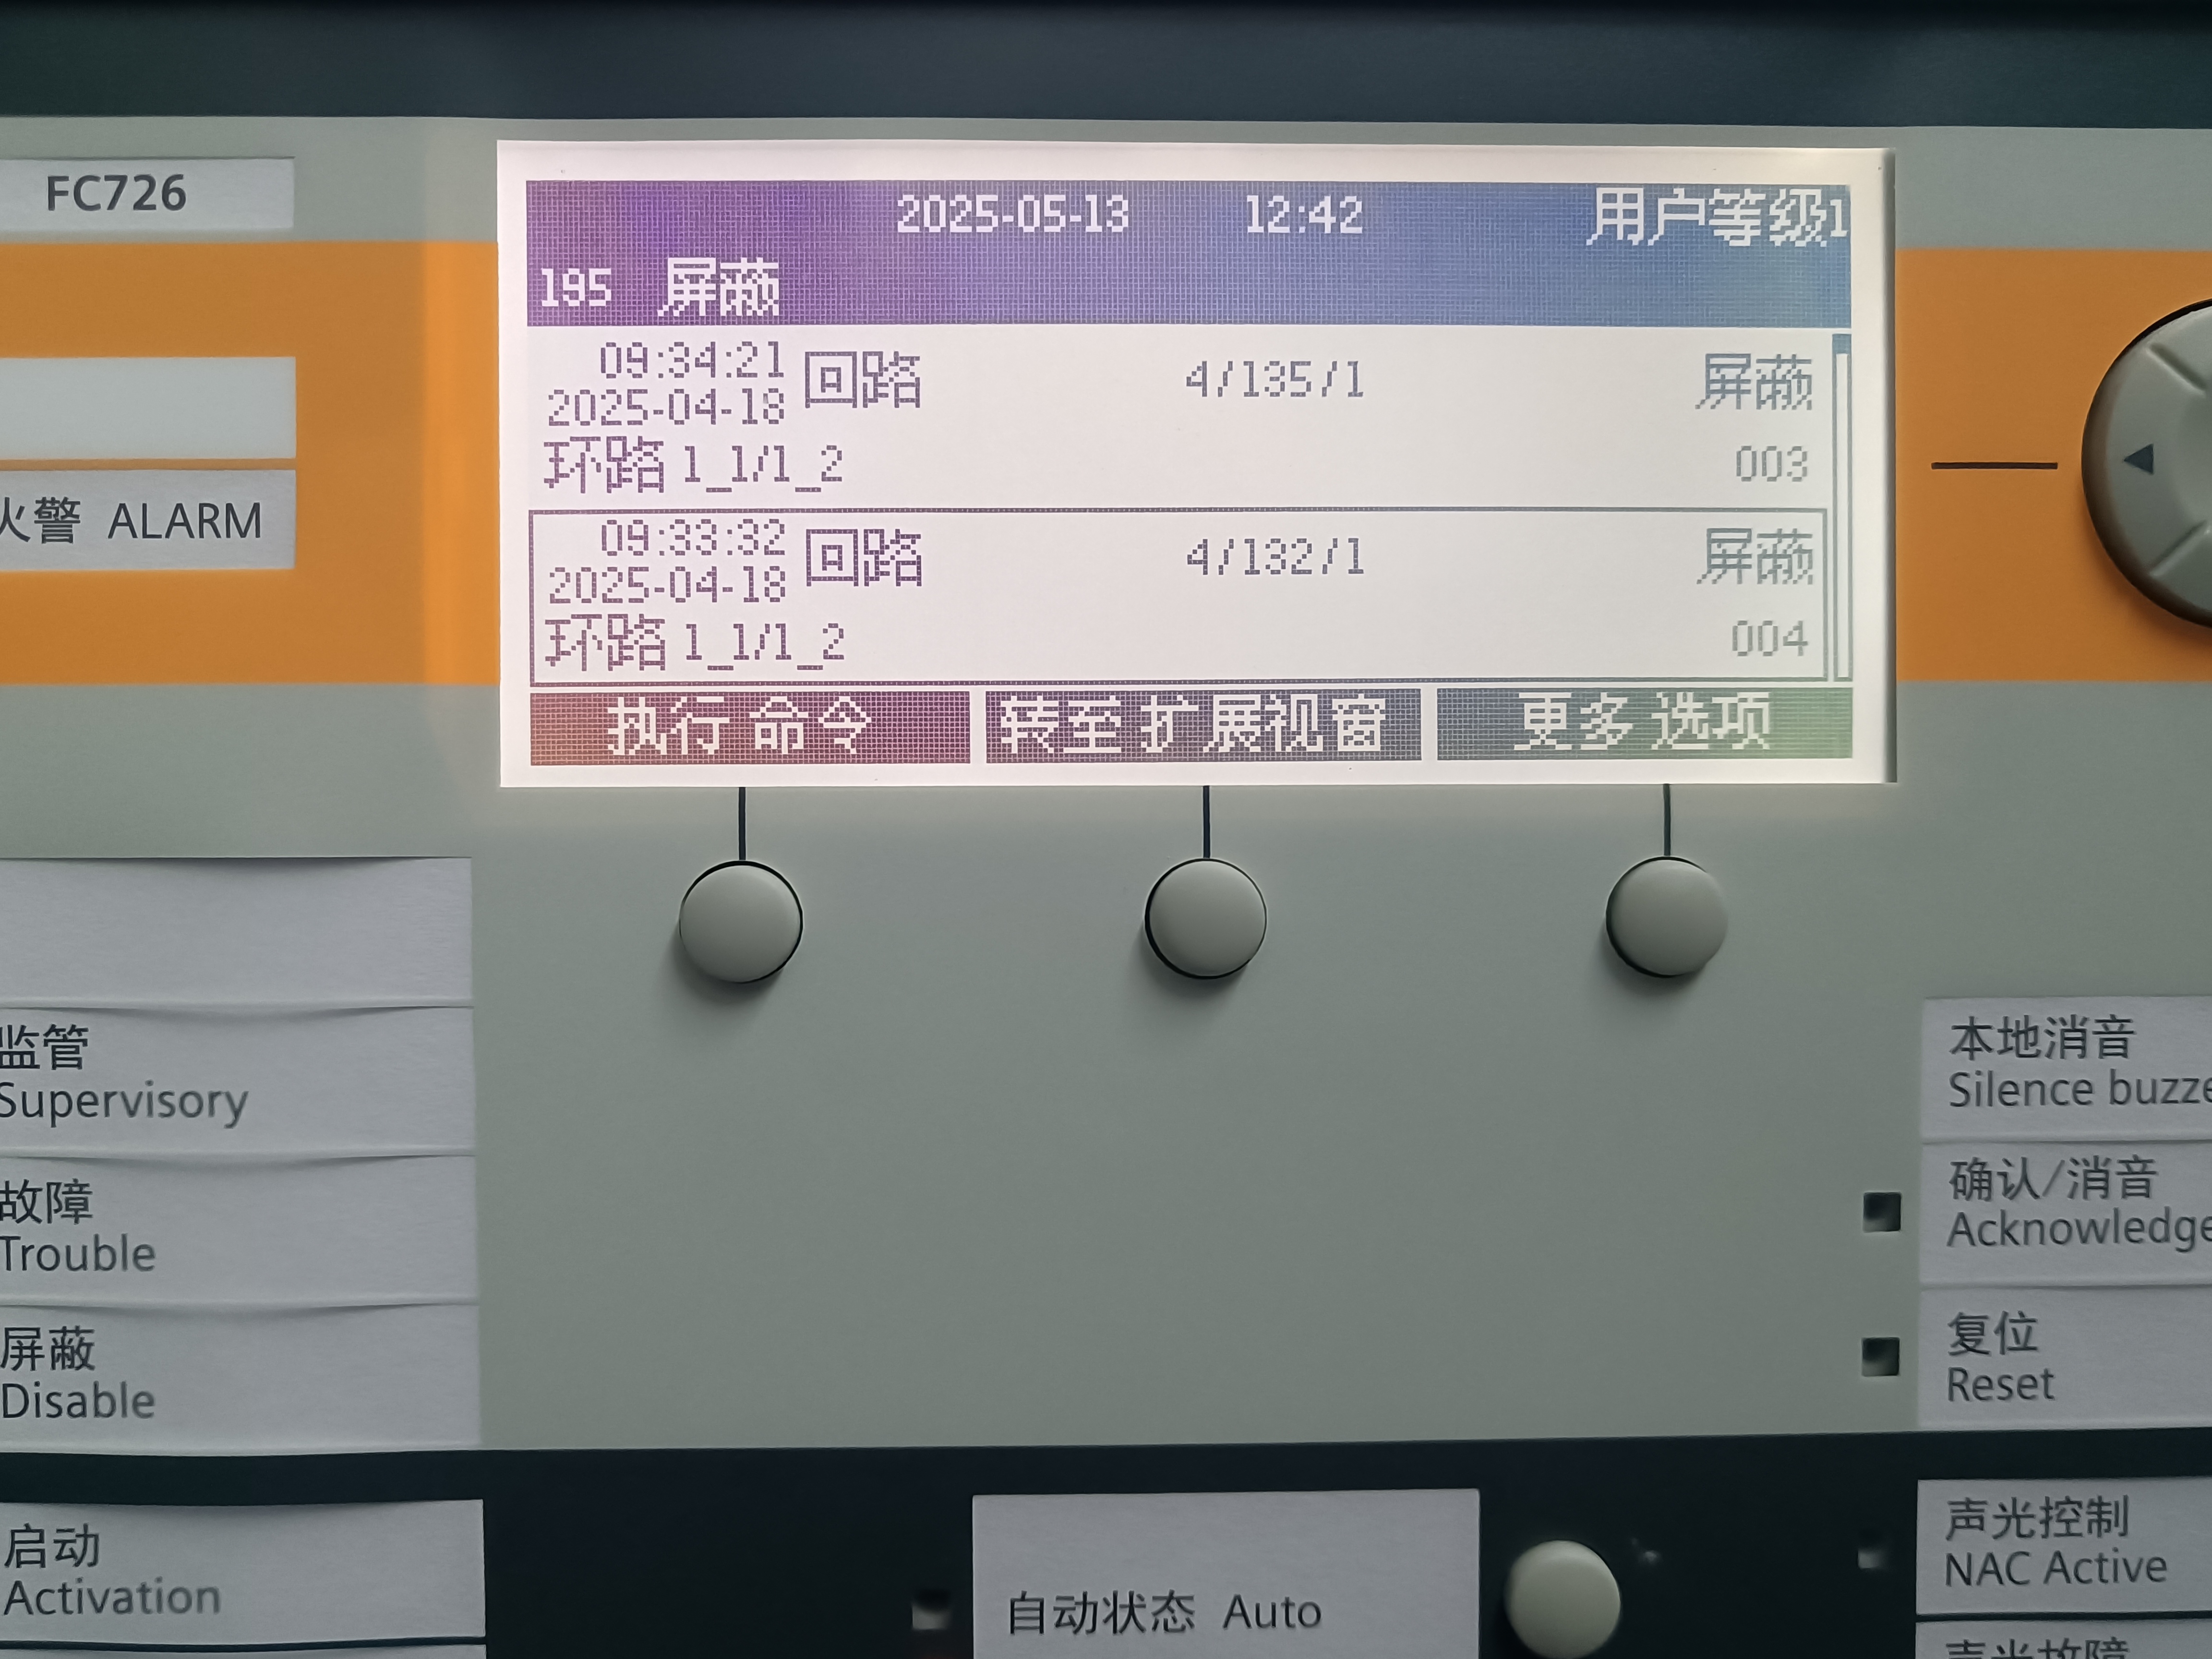 FC726
火警 ALARM
2025-05-13 12:42 用户等级1
195 屏蔽
09:34:21 回路 4/135/1 屏蔽
2025-04-18
环路 1_1/1_2 003
09:33:32 回路 4/132/1 屏蔽
2025-04-18
环路 1_1/1_2 004
执行命令 转至扩展视窗 更多选项
监管
Supervisory
故障
Trouble
屏蔽
Disable
启动
Activation
自动状态 Auto
本地消音
Silence buzze
确认/消音
Acknowledge
复位
Reset
声光控制
NAC Active
声光故障